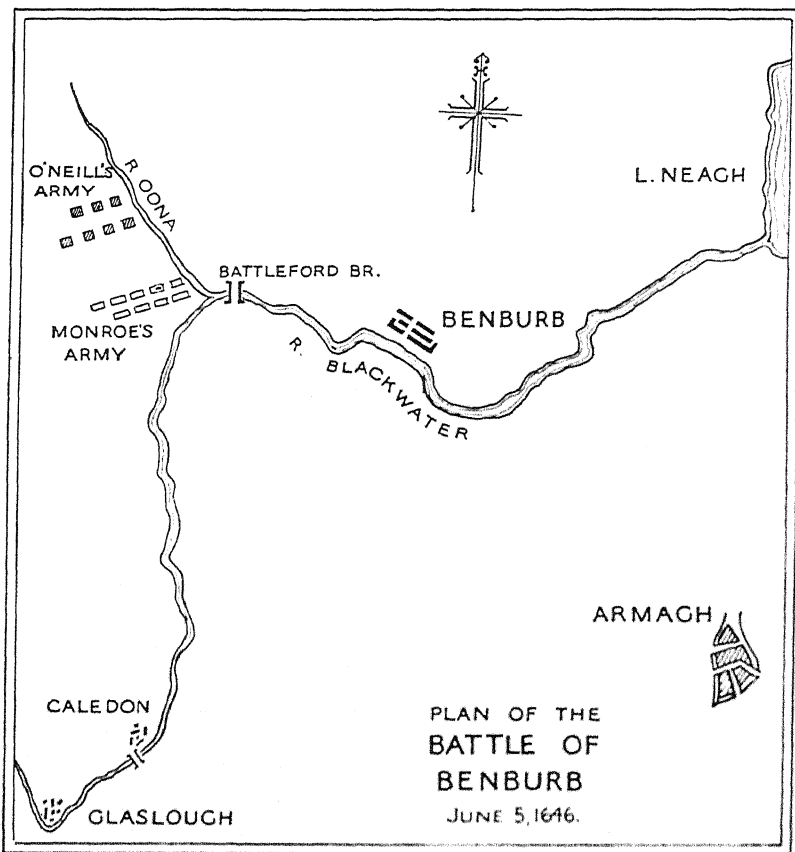 O'NEILL'S
ARMY
R OONA
L. NEAGH
BATTLEFORD BR.
MONROE'S
ARMY
BENBURB
R. BLACKWATER
ARMAGH
CALEDON
GLASLOUGH
PLAN OF THE
BATTLE OF
BENBURB
JUNE 5, 1646.